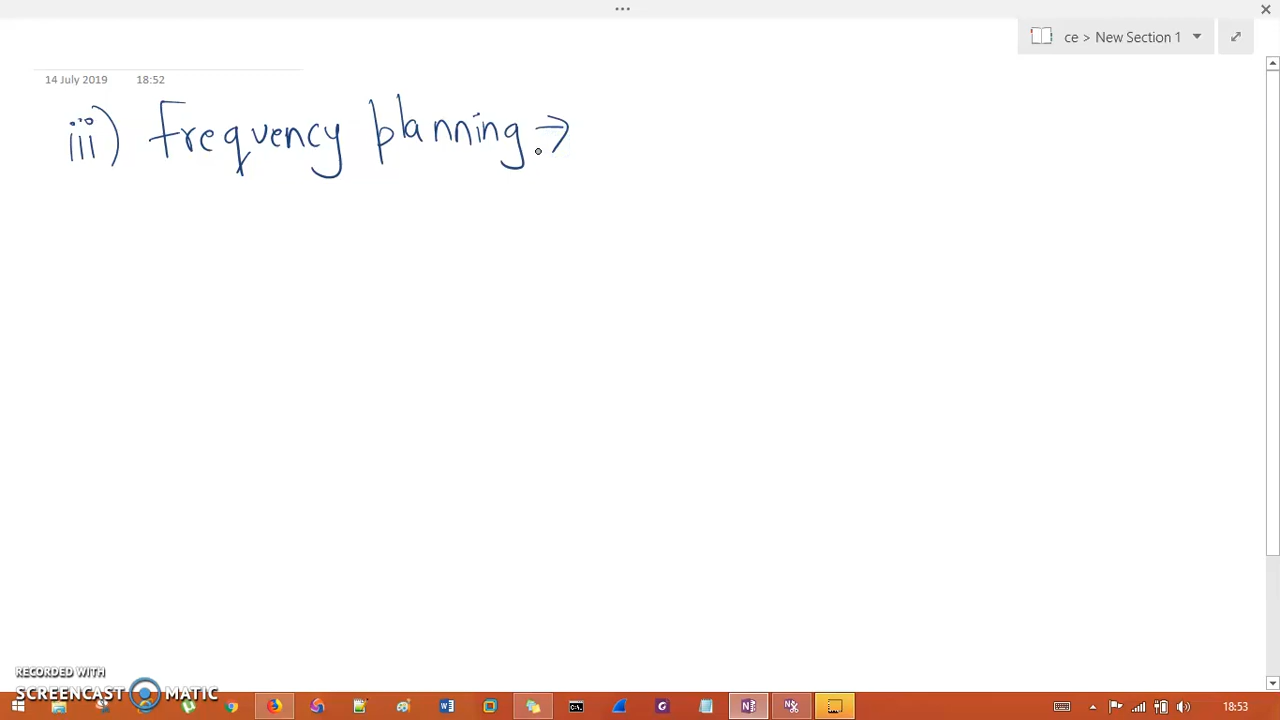 ...
ce > New Section 1
14 July 2019 18:52
iii) Frequency planning →
RECORDED WITH
SCREENCAST MATIC
18:53